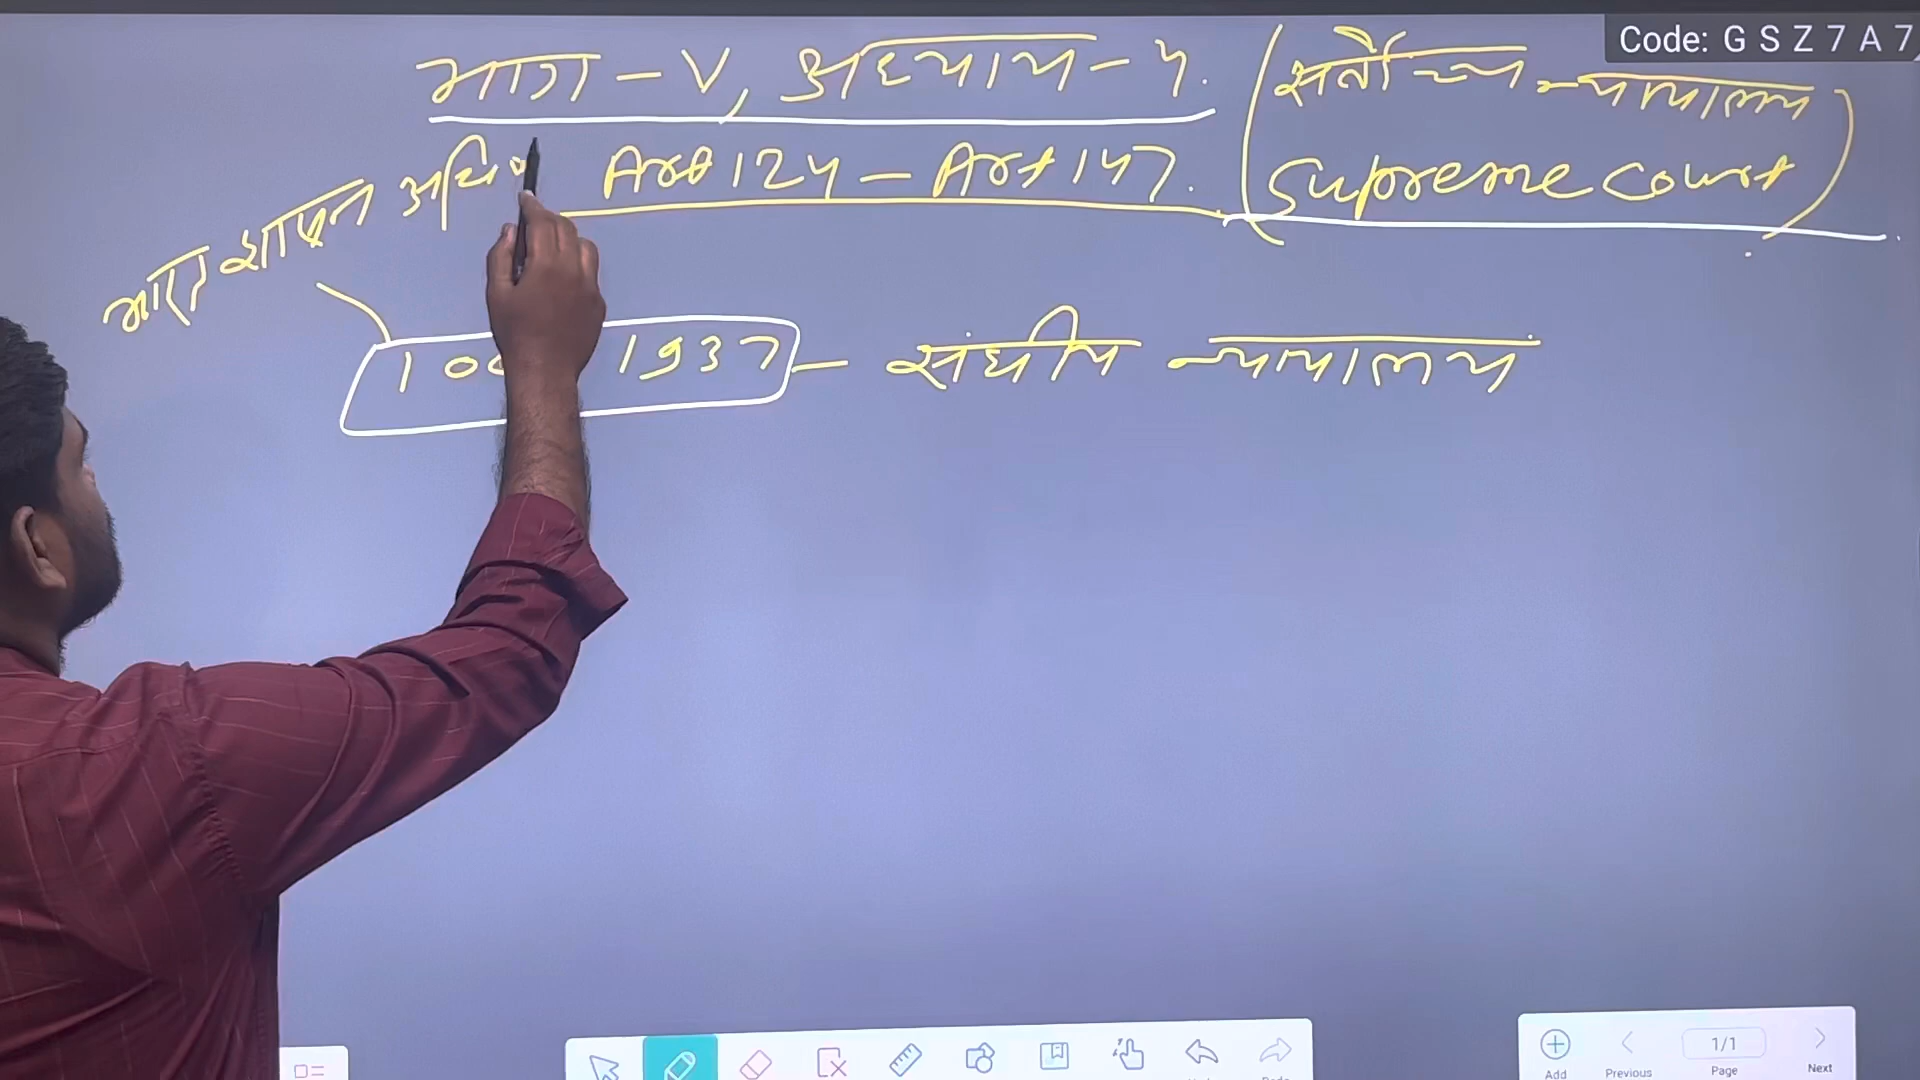 Code: G S Z 7 A 7
भाग - V, अध्याय - 4. (सर्वोच्च न्यायालय
Art 124 - Art 147. Supreme Court)
भारत शासन अधि
1 1937 - संघीय न्यायालय
Add Previous 1/1 Page Next